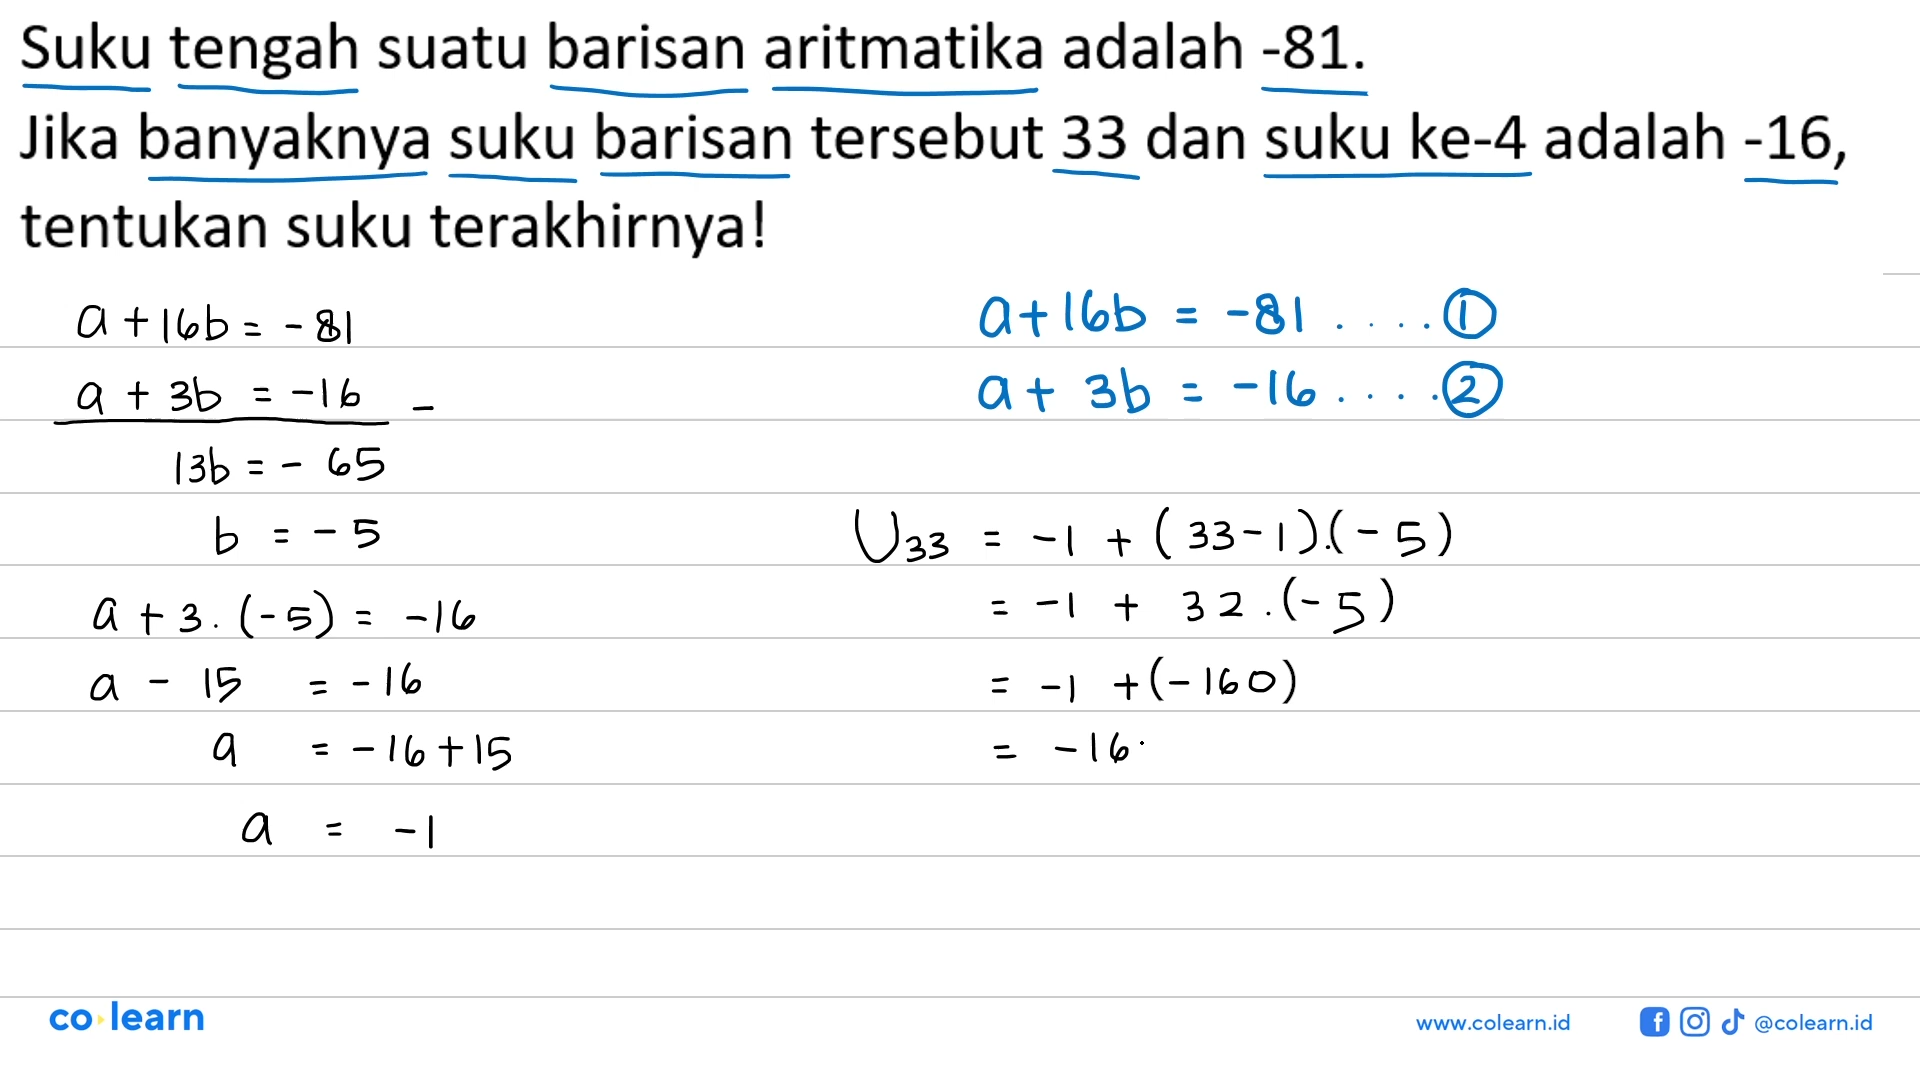 Suku tengah suatu barisan aritmatika adalah -81.
Jika banyaknya suku barisan tersebut 33 dan suku ke-4 adalah -16,
tentukan suku terakhirnya!
a + 16b = -81
a + 3b = -16 -
13b = - 65
b = - 5
a + 3 . (-5) = -16
a - 15 = -16
a = -16 + 15
a = -1
a + 16b = -81 ..... ①
a + 3b = -16 .... ②
U33 = -1 + (33-1).(-5)
= -1 + 32 . (-5)
= -1 + (-160)
= -16
co learn
www.colearn.id
@colearn.id